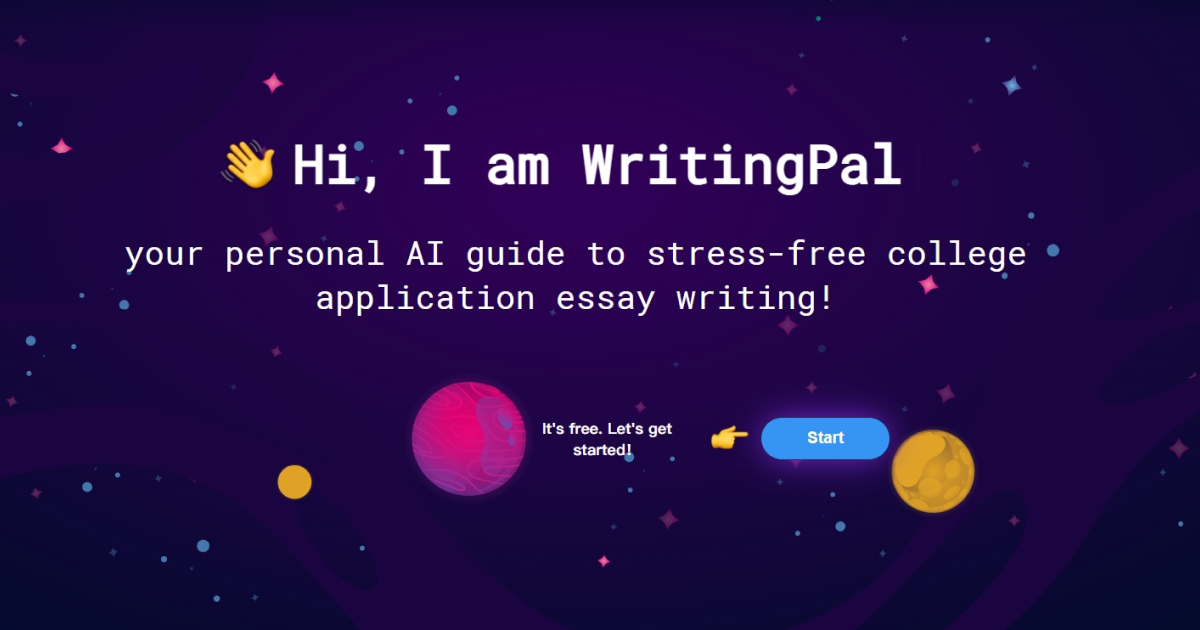 👋 Hi, I am WritingPal
your personal AI guide to stress-free college
application essay writing!
It's free. Let's get
started!
👉 Start